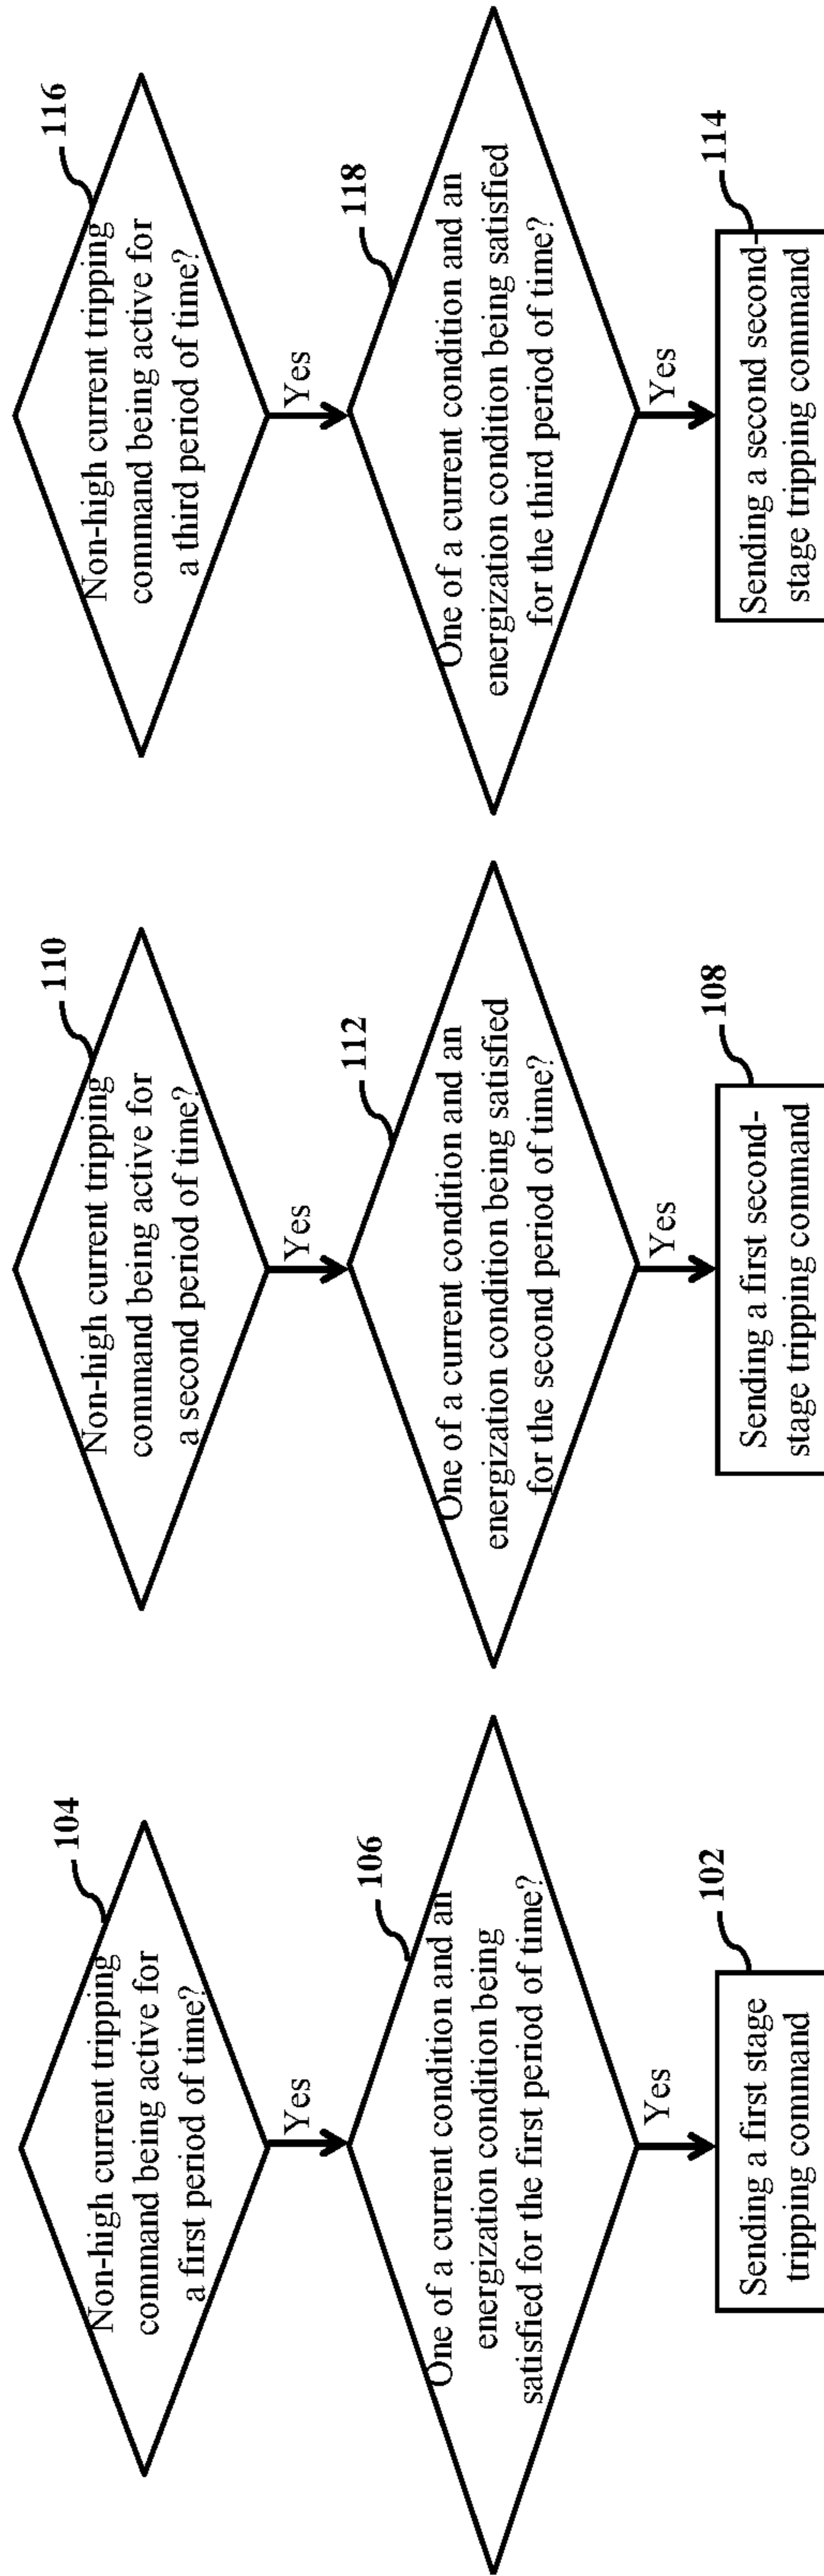 104
Non-high current tripping
command being active for
a first period of time?
Yes
106
One of a current condition and an
energization condition being
satisfied for the first period of time?
Yes
102
Sending a first stage
tripping command
110
Non-high current tripping
command being active for
a second period of time?
Yes
112
One of a current condition and an
energization condition being satisfied
for the second period of time?
Yes
108
Sending a first second-
stage tripping command
116
Non-high current tripping
command being active for
a third period of time?
Yes
118
One of a current condition and an
energization condition being satisfied
for the third period of time?
Yes
114
Sending a second second-
stage tripping command